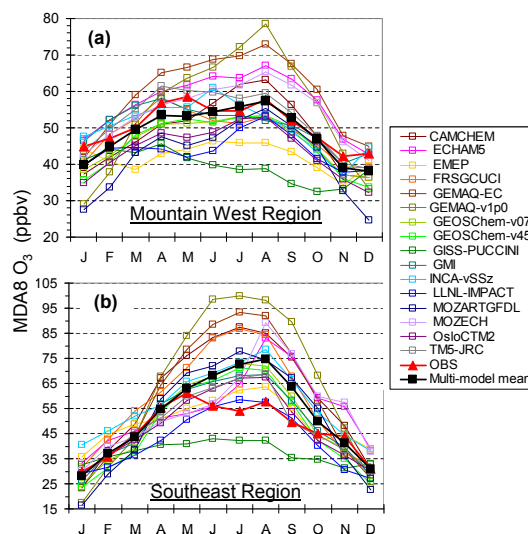 (a)
80
70
60
50
40
30
20
Mountain West Region
J F M A M J J A S O N D
MDA8 O3 (ppbv)
(b)
105
95
85
75
65
55
45
35
25
15
Southeast Region
J F M A M J J A S O N D
CAMCHEM
ECHAM5
EMEP
FRSGCUCI
GEMAQ-EC
GEMAQ-v1p0
GEOSChem-v07
GEOSChem-v45
GISS-PUCCINI
GMI
INCA-vSSz
LLNL-IMPACT
MOZARTGFDL
MOZECH
OsloCTM2
TM5-JRC
OBS
Multi-model mean